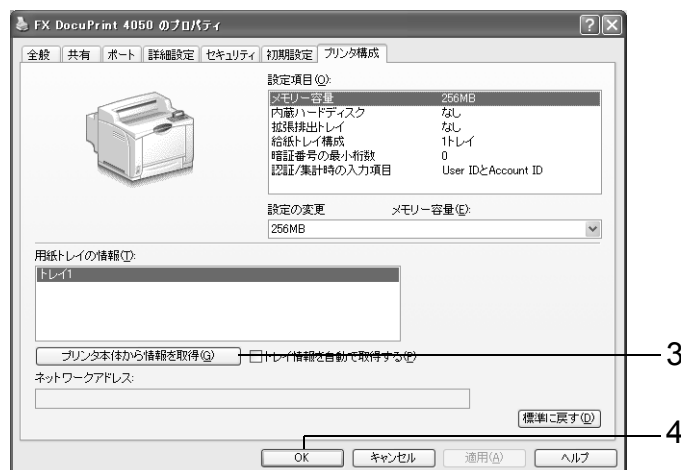 FX DocuPrint 4050 のプロパティ
全般 共有 ポート 詳細設定 セキュリティ 初期設定 プリンタ構成
設定項目(O):
メモリー容量 256MB
内蔵ハードディスク なし
拡張排出トレイ なし
給紙トレイ構成 1トレイ
暗証番号の最小桁数 0
認証/集計時の入力項目 User IDとAccount ID
設定の変更 メモリー容量(E):
256MB
用紙トレイの情報(T):
トレイ1
プリンタ本体から情報を取得(G) トレイ情報を自動で取得する(P) 3
ネットワークアドレス:
標準に戻す(D)
4
OK キャンセル 適用(A) ヘルプ